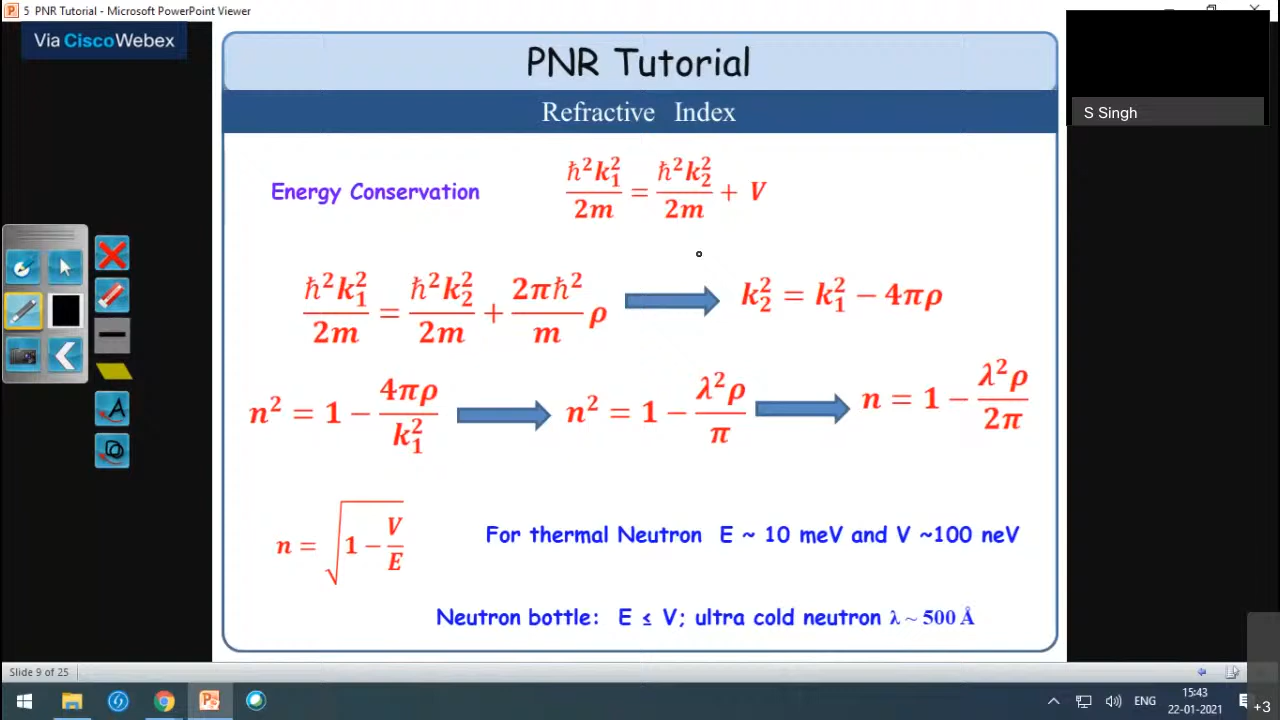 5 PNR Tutorial - Microsoft PowerPoint Viewer
Via CiscoWebex
S Singh
PNR Tutorial
Refractive Index
Energy Conservation ℏ²k₁²/2m = ℏ²k₂²/2m + V
ℏ²k₁²/2m = ℏ²k₂²/2m + 2πℏ²/m ρ k₂² = k₁² − 4πρ
n² = 1 − 4πρ/k₁² n² = 1 − λ²ρ/π n = 1 − λ²ρ/2π
n = √(1 − V/E) For thermal Neutron E ~ 10 meV and V ~100 neV
Neutron bottle: E ≤ V; ultra cold neutron λ ~ 500 Å
A
Slide 9 of 25
ENG
15:43
22-01-2021
+3